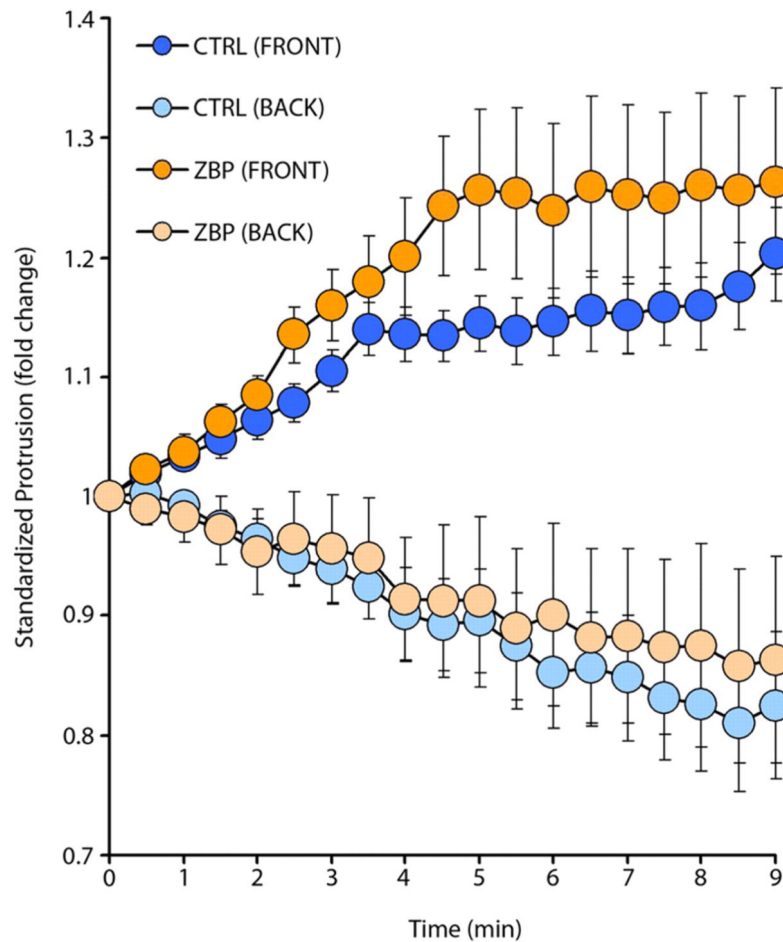 1.4
CTRL (FRONT)
CTRL (BACK)
1.3
ZBP (FRONT)
ZBP (BACK)
1.2
1.1
1
0.9
0.8
0.7
Standardized Protrusion (fold change)
0 1 2 3 4 5 6 7 8 9
Time (min)